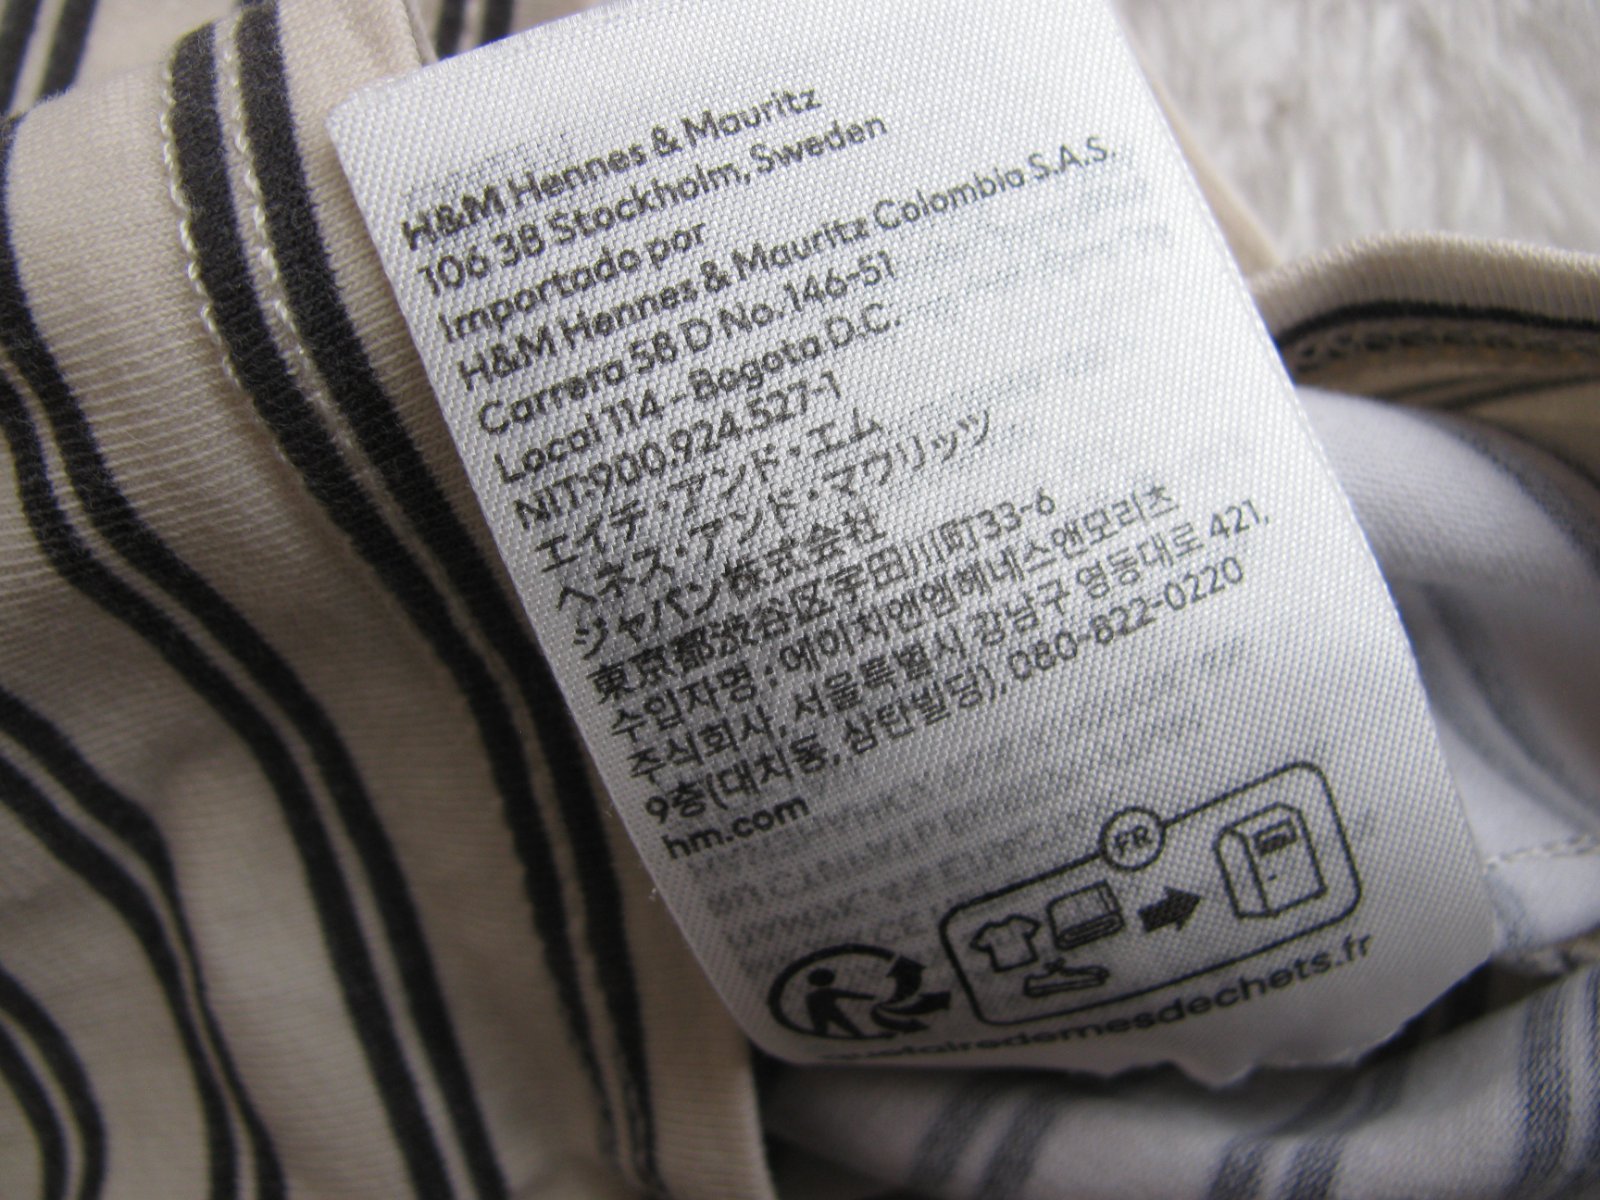 H&M Hennes & Mauritz
106 38 Stockholm, Sweden
Importado por
H&M Hennes & Mauritz Colombia S.A.S.
Carrera 58 D No. 146-51
Local 114 - Bogota D.C.
NIT:900.924.527-1
エイチ・アンド・エム
ヘネス・アンド・マウリッツ
ジャパン株式会社
東京都渋谷区宇田川町33-6
수입자명 : 에이치앤엠헤네스앤모리츠
주식회사, 서울특별시 강남구 영동대로 421,
9층(대치동, 삼탄빌딩), 080-822-0220
hm.com
FR
quefairedemesdechets.fr